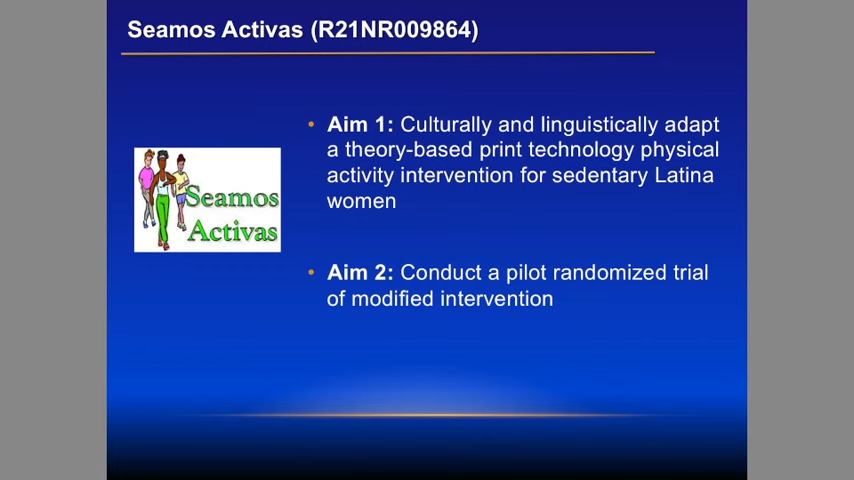 Seamos Activas (R21NR009864)
Seamos
Activas
• Aim 1: Culturally and linguistically adapt
a theory-based print technology physical
activity intervention for sedentary Latina
women
• Aim 2: Conduct a pilot randomized trial
of modified intervention